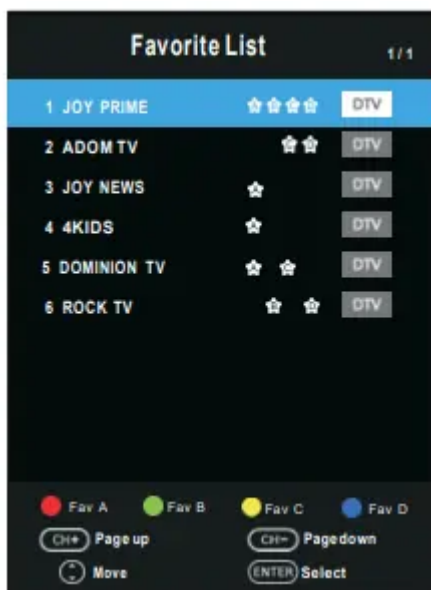 Favorite List 1/1
1 JOY PRIME DTV
2 ADOM TV DTV
3 JOY NEWS DTV
4 4KIDS DTV
5 DOMINION TV DTV
6 ROCK TV DTV
Fav A Fav B Fav C Fav D
CH+ Page up CH- Page down
Move ENTER Select